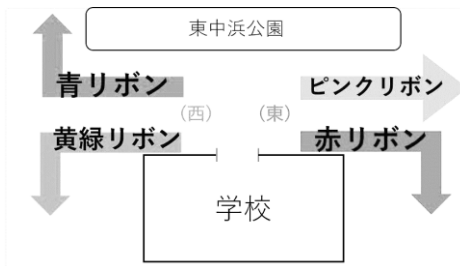 東中浜公園
青リボン
ピンクリボン
（西）
（東）
黄緑リボン
赤リボン
学校